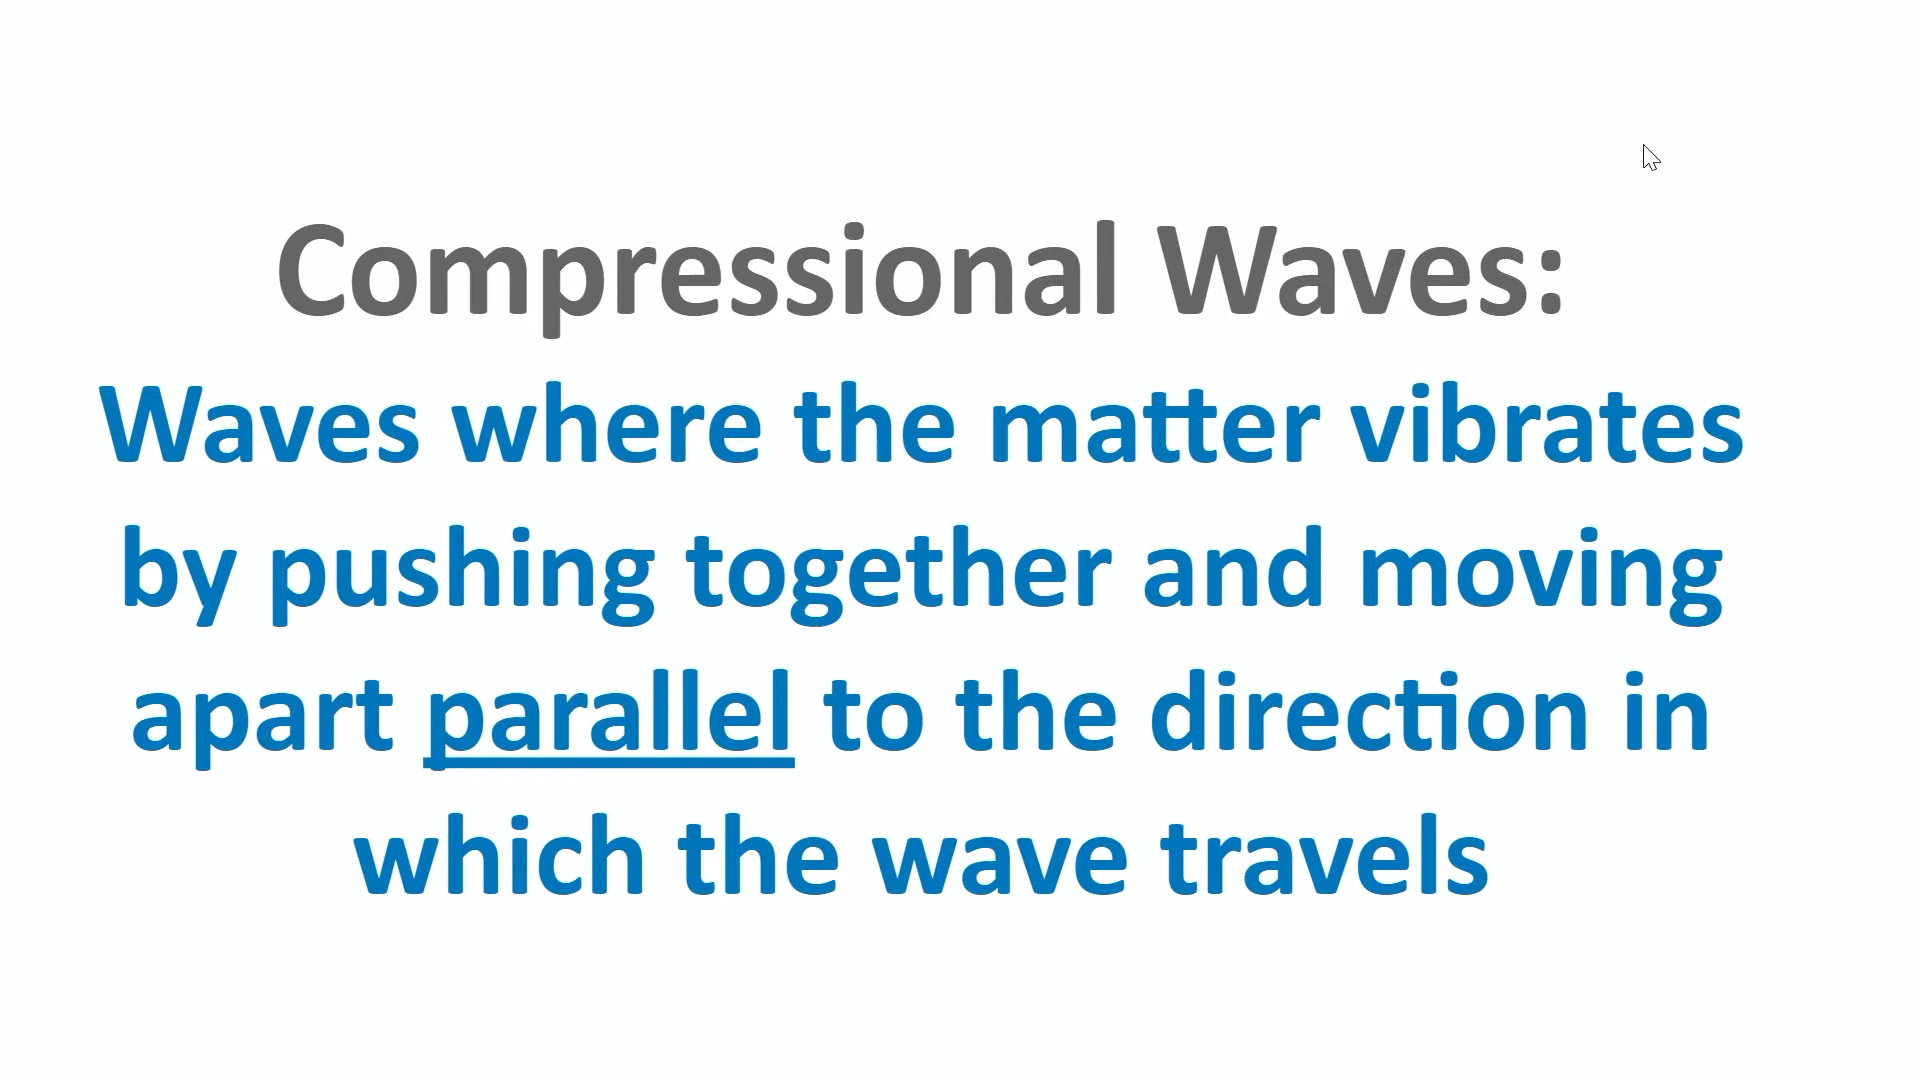 Compressional Waves:
Waves where the matter vibrates
by pushing together and moving
apart parallel to the direction in
which the wave travels